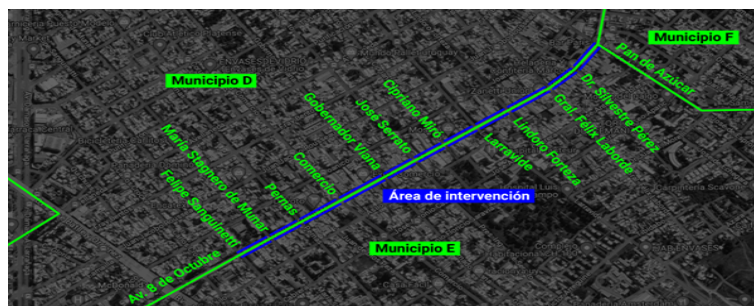 Municipio F
Pan de Azúcar
Municipio D
Dr. Silvestre Pérez
Gral. Félix Laborde
Lindoro Forteza
Larravide
Cipriano Miró
José Serrato
Gobernador Viana
Comercio
Pernas
María Stagnero de Munar
Felipe Sanguinetti
Área de intervención
Municipio E
Av. 8 de Octubre